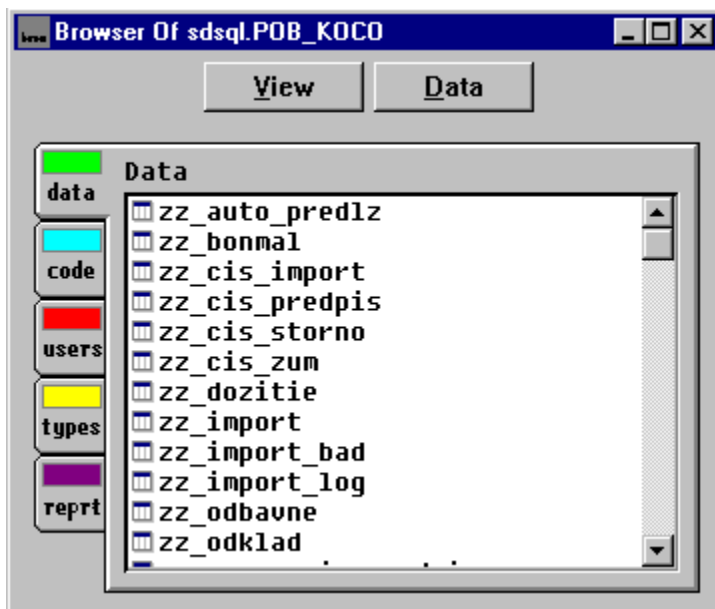 Browser Of sdsql.POB_KOCO
View Data
data
code
users
types
reprt
Data
zz_auto_predlz
zz_bonmal
zz_cis_import
zz_cis_predpis
zz_cis_storno
zz_cis_zum
zz_dozitie
zz_import
zz_import_bad
zz_import_log
zz_odbavne
zz_odklad